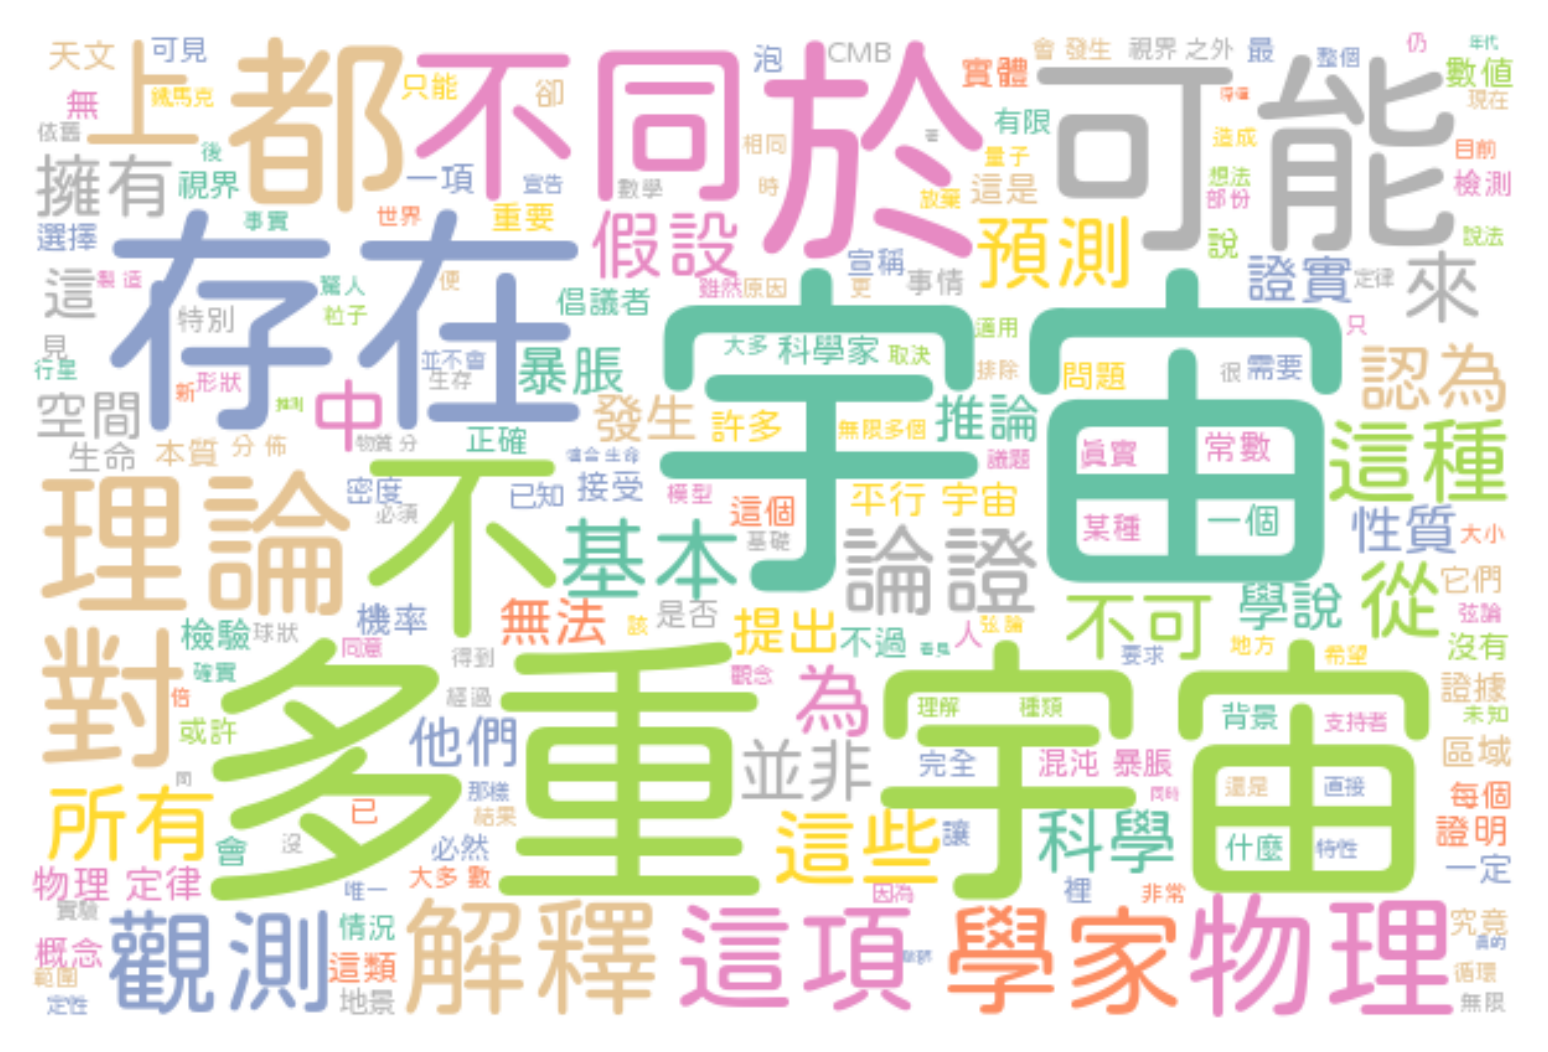 天文 可見 上 都 不同於 泡 CMB 會 發生 視界 之外 最 整個 仍 年代
無 鐵馬克 只能 卻 實體 可能 數值 現在
依舊 後 相同 有限 造成 目前
擁有 視界 一項 宣告 數學 時 量子 這是 放棄 想法 部份 檢測
選擇 事實 世界 重要 假設 宣稱 預測 說 說法
這 製造 存在 驚人 便 倡議者 雖然 原因 更 事情 證實 定律 來
特別 粒子 宇宙 適用 只
見 行星 新 形狀 並不會 生存 暴脹 大多 科學家 取決 排除 問題 很 需要 認為
空間 中 發生 許多 無限多個 推論 真實 常數 這種
生命 本質 分佈 物質 分 正確 議題
理論 密度 必須 不 已知 接受 模型 這個 平行 宇宙 某種 一個 性質 大小
基本 基礎 論證 它們
對 檢驗 球狀 機率 無法 該 是否 提出 不過 人 弦論 不可 學說 從 弦論
確實 同意 得到 要求 地方 希望 沒有
倍 多重宇宙 經過 觀念 為 理解 種類 背景 支持者 證據 未知
或許 他們 並非 完全 混沌 暴脹 區域
同 所有 已 那樣 結果 同時 還是 直接 每個
會 沒 必然 這些 讓 科學 什麼 特性 證明
物理 定律 唯一 大多 數 因為 裡 非常 一定
實驗 觀測 情況 解釋 這項 學家 物理 究竟
概念 這類 真的
範圍 循環
定性 地景 無限